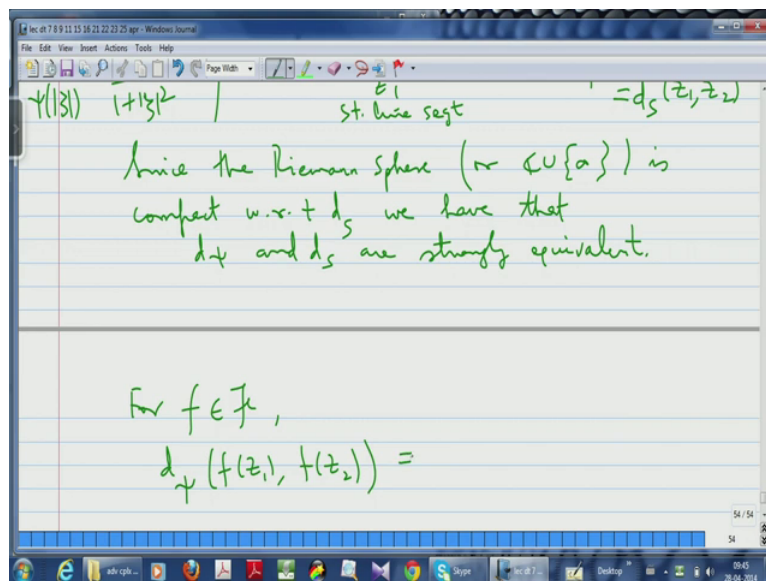 lec dt 7 8 9 11 15 16 21 22 23 25 apr - Windows Journal
File Edit View Insert Actions Tools Help
Page Width
ψ(|z|) 1+|z|² z₁ = d_s(z₁, z₂)
st. line segt
Since the Riemann Sphere (or ℂ∪{∞}) is
compact w.r.t d_s we have that
d_ψ and d_s are strongly equivalent.
For f ∈ ℱ,
d_ψ (f(z₁), f(z₂)) =
54 / 54
54
adv cpls ...
Skype
lec dt 7 ...
Desktop
09:45
28-04-2014